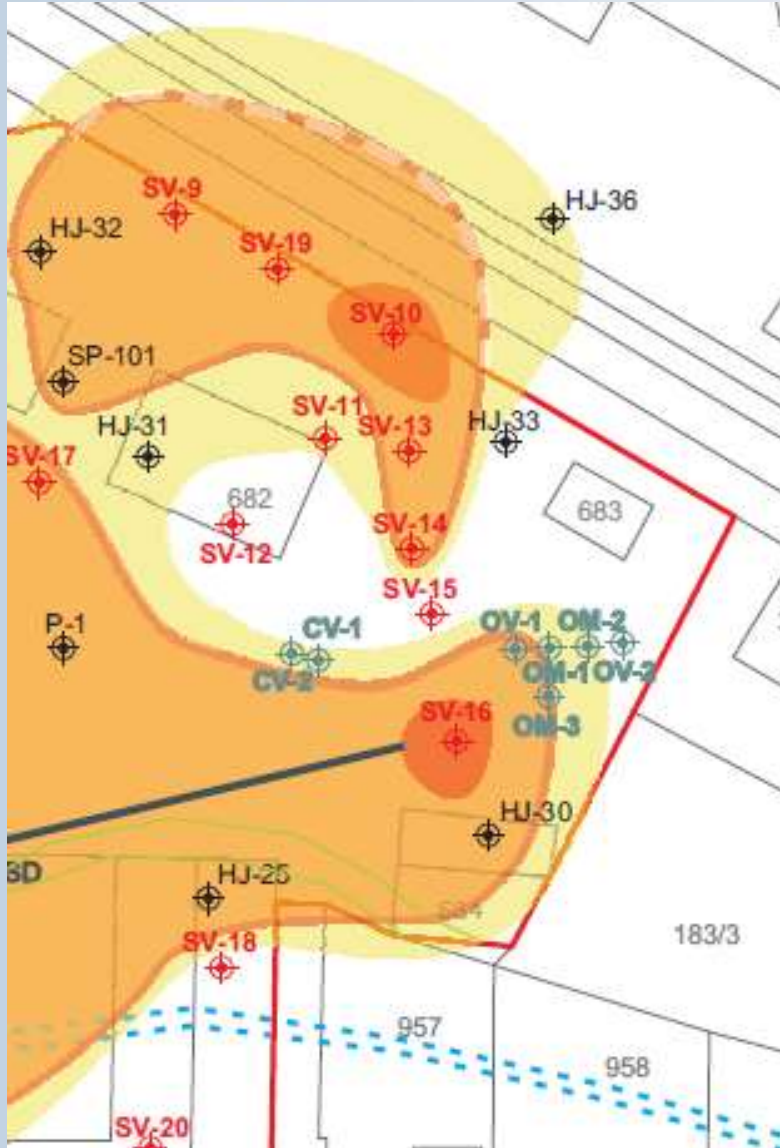 SV-9
HJ-36
HJ-32
SV-19
SV-10
SP-101
SV-11
SV-13
HJ-33
HJ-31
SV-17
682
683
SV-12
SV-14
SV-15
P-1
CV-1
OV-1
OM-2
CV-2
OM-1
OV-2
SV-16
OM-3
HJ-30
3D
HJ-25
684
SV-18
183/3
957
958
SV-20